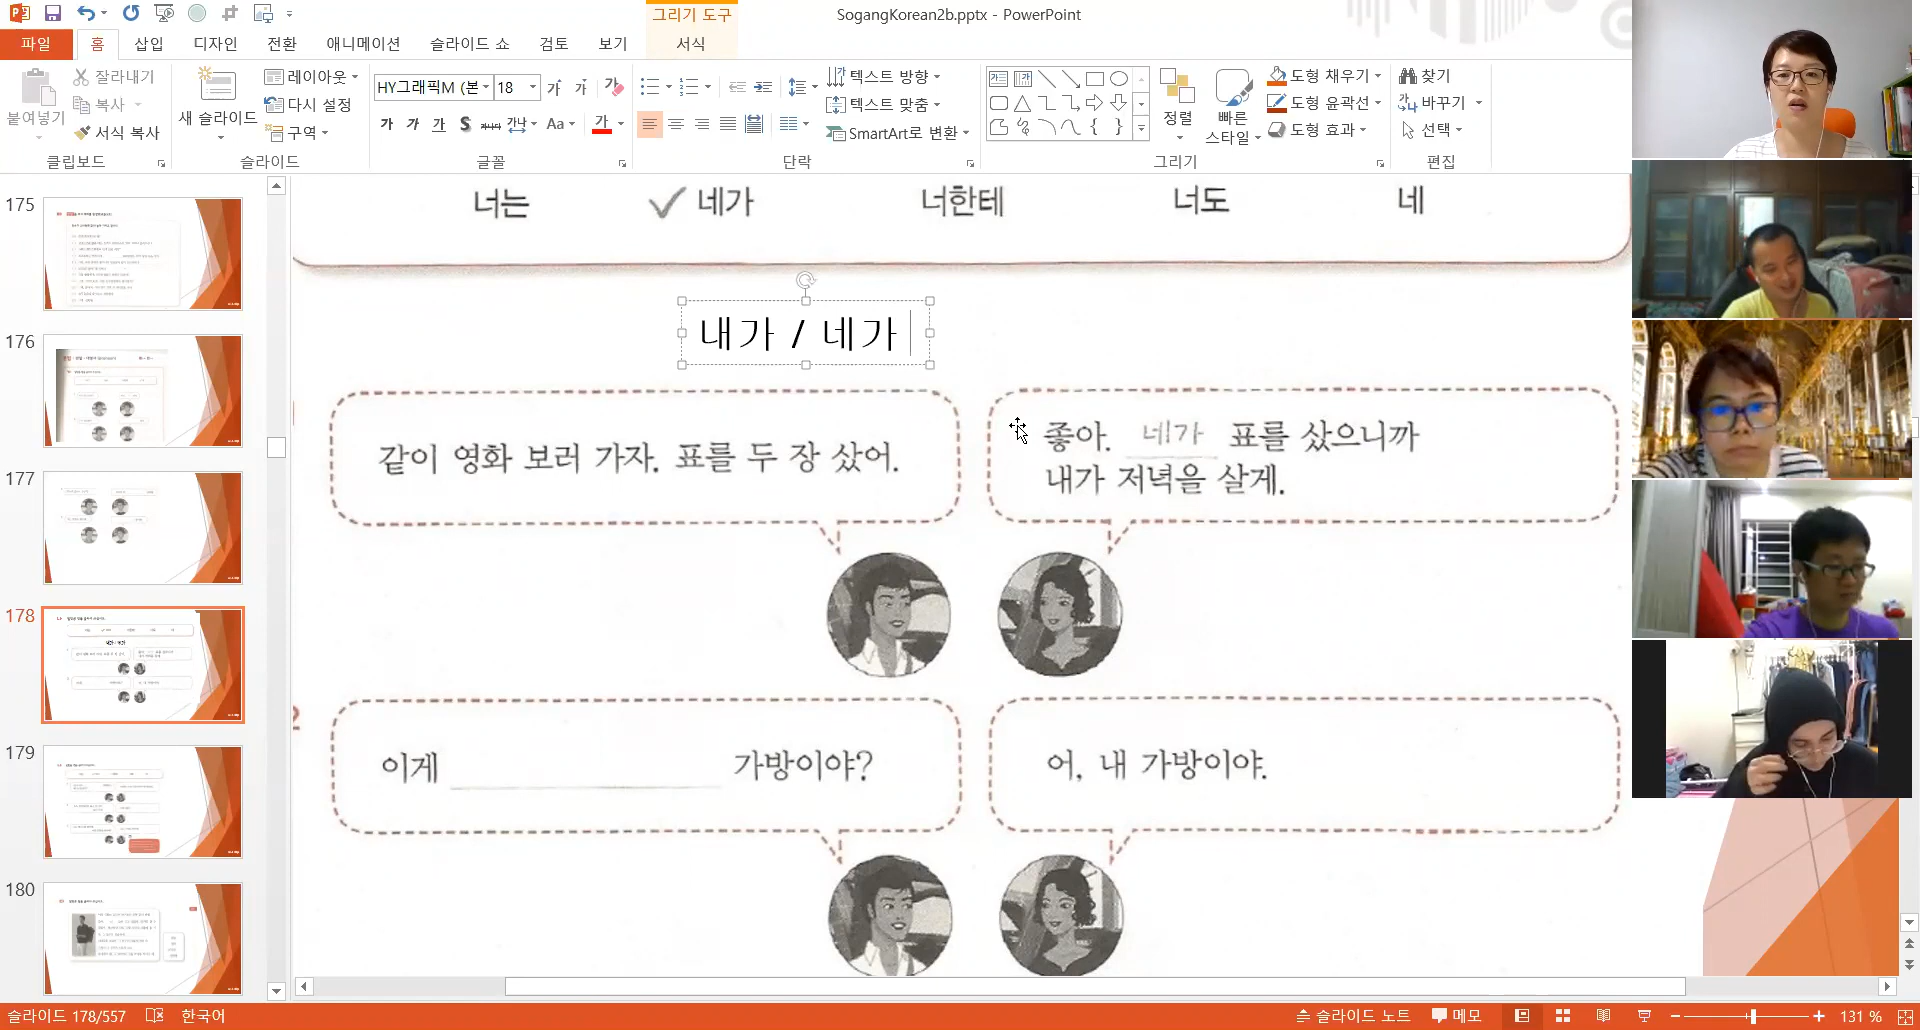 SogangKorean2b.pptx - PowerPoint
그리기 도구
파일
홈
삽입
디자인
전환
애니메이션
슬라이드 쇼
검토
보기
서식
붙여넣기
잘라내기
복사
서식 복사
클립보드
새 슬라이드
레이아웃
다시 설정
구역
슬라이드
HY그래픽M (본
18
글꼴
텍스트 방향
텍스트 맞춤
SmartArt로 변환
단락
정렬
빠른 스타일
도형 채우기
도형 윤곽선
도형 효과
그리기
찾기
바꾸기
선택
편집
175
176
177
178
179
180
너는 네가 너한테 너도 네
내가 / 네가
같이 영화 보러 가자. 표를 두 장 샀어.
좋아. 네가 표를 샀으니까
내가 저녁을 살게.
2
이게 가방이야?
어, 내 가방이야.
슬라이드 178/557
한국어
슬라이드 노트
메모
131 %